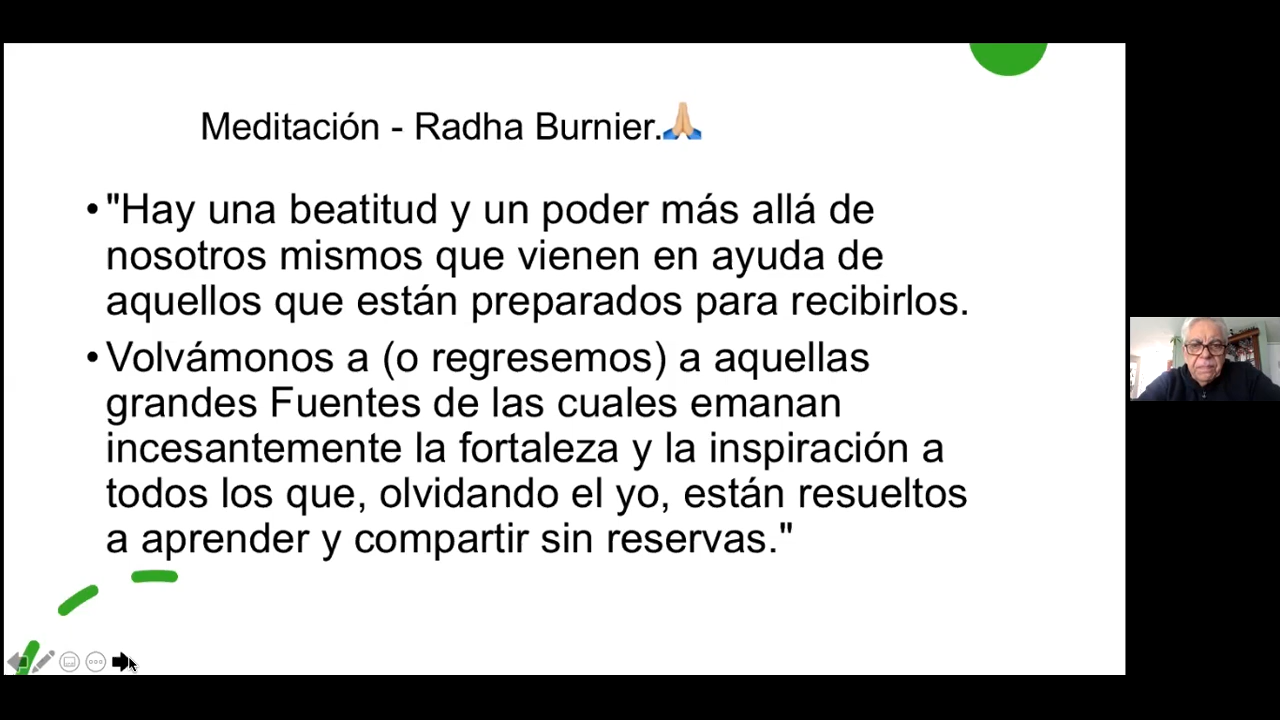 Meditación - Radha Burnier.🙏🏼
•"Hay una beatitud y un poder más allá de
nosotros mismos que vienen en ayuda de
aquellos que están preparados para recibirlos.
•Volvámonos a (o regresemos) a aquellas
grandes Fuentes de las cuales emanan
incesantemente la fortaleza y la inspiración a
todos los que, olvidando el yo, están resueltos
a aprender y compartir sin reservas."